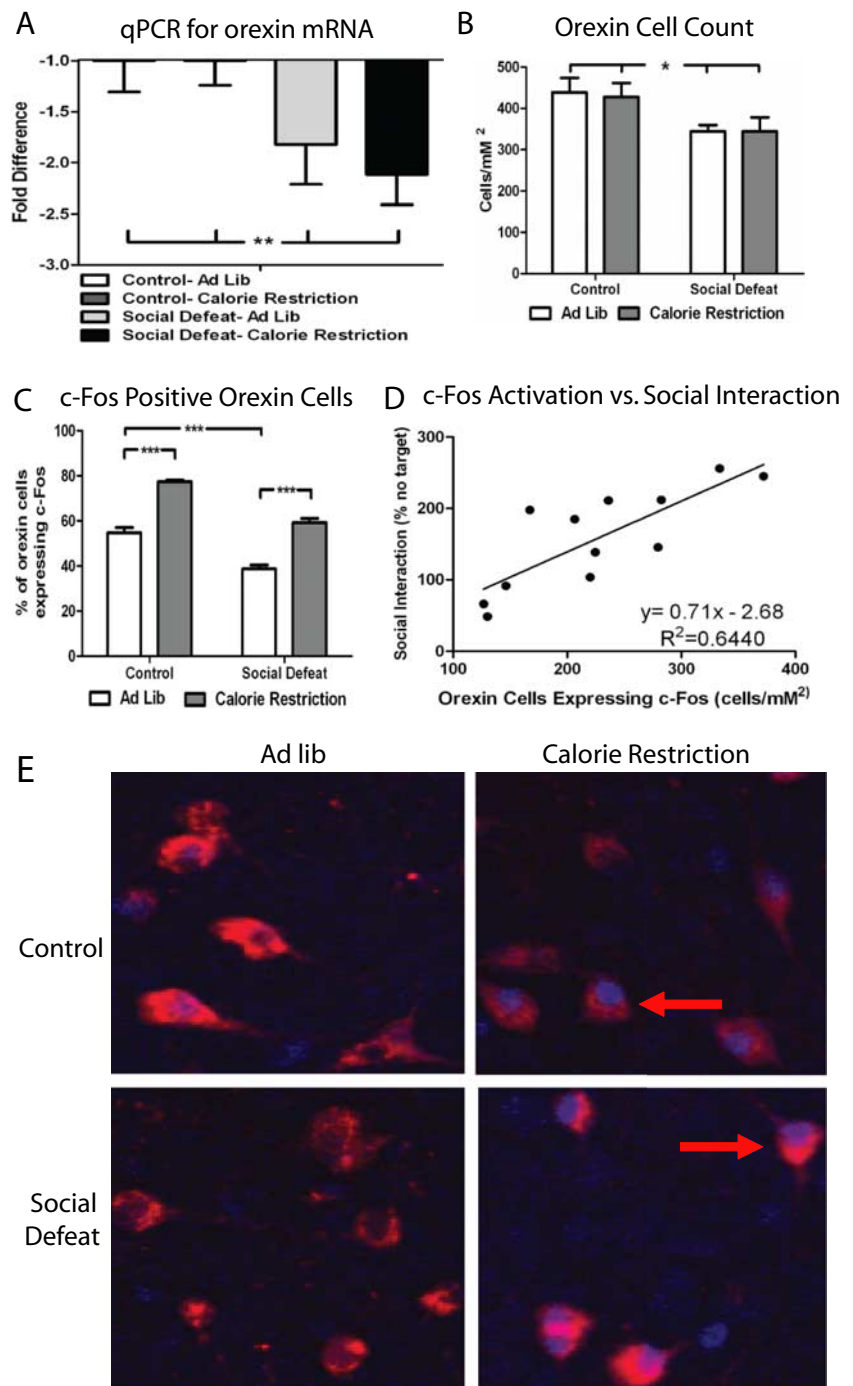 A
qPCR for orexin mRNA
Fold Difference
-1.0
-1.5
-2.0
-2.5
-3.0
**
Control- Ad Lib
Control- Calorie Restriction
Social Defeat- Ad Lib
Social Defeat- Calorie Restriction
B
Orexin Cell Count
Cells/mM 2
500
400
300
200
100
0
*
Control
Social Defeat
Ad Lib
Calorie Restriction
C
c-Fos Positive Orexin Cells
% of orexin cells
expressing c-Fos
100
80
60
40
20
0
***
***
***
Control
Social Defeat
Ad Lib
Calorie Restriction
D
c-Fos Activation vs. Social Interaction
Social Interaction (% no target)
300
200
100
0
y= 0.71x - 2.68
R2=0.6440
100
200
300
400
Orexin Cells Expressing c-Fos (cells/mM2)
E
Ad lib
Calorie Restriction
Control
Social
Defeat